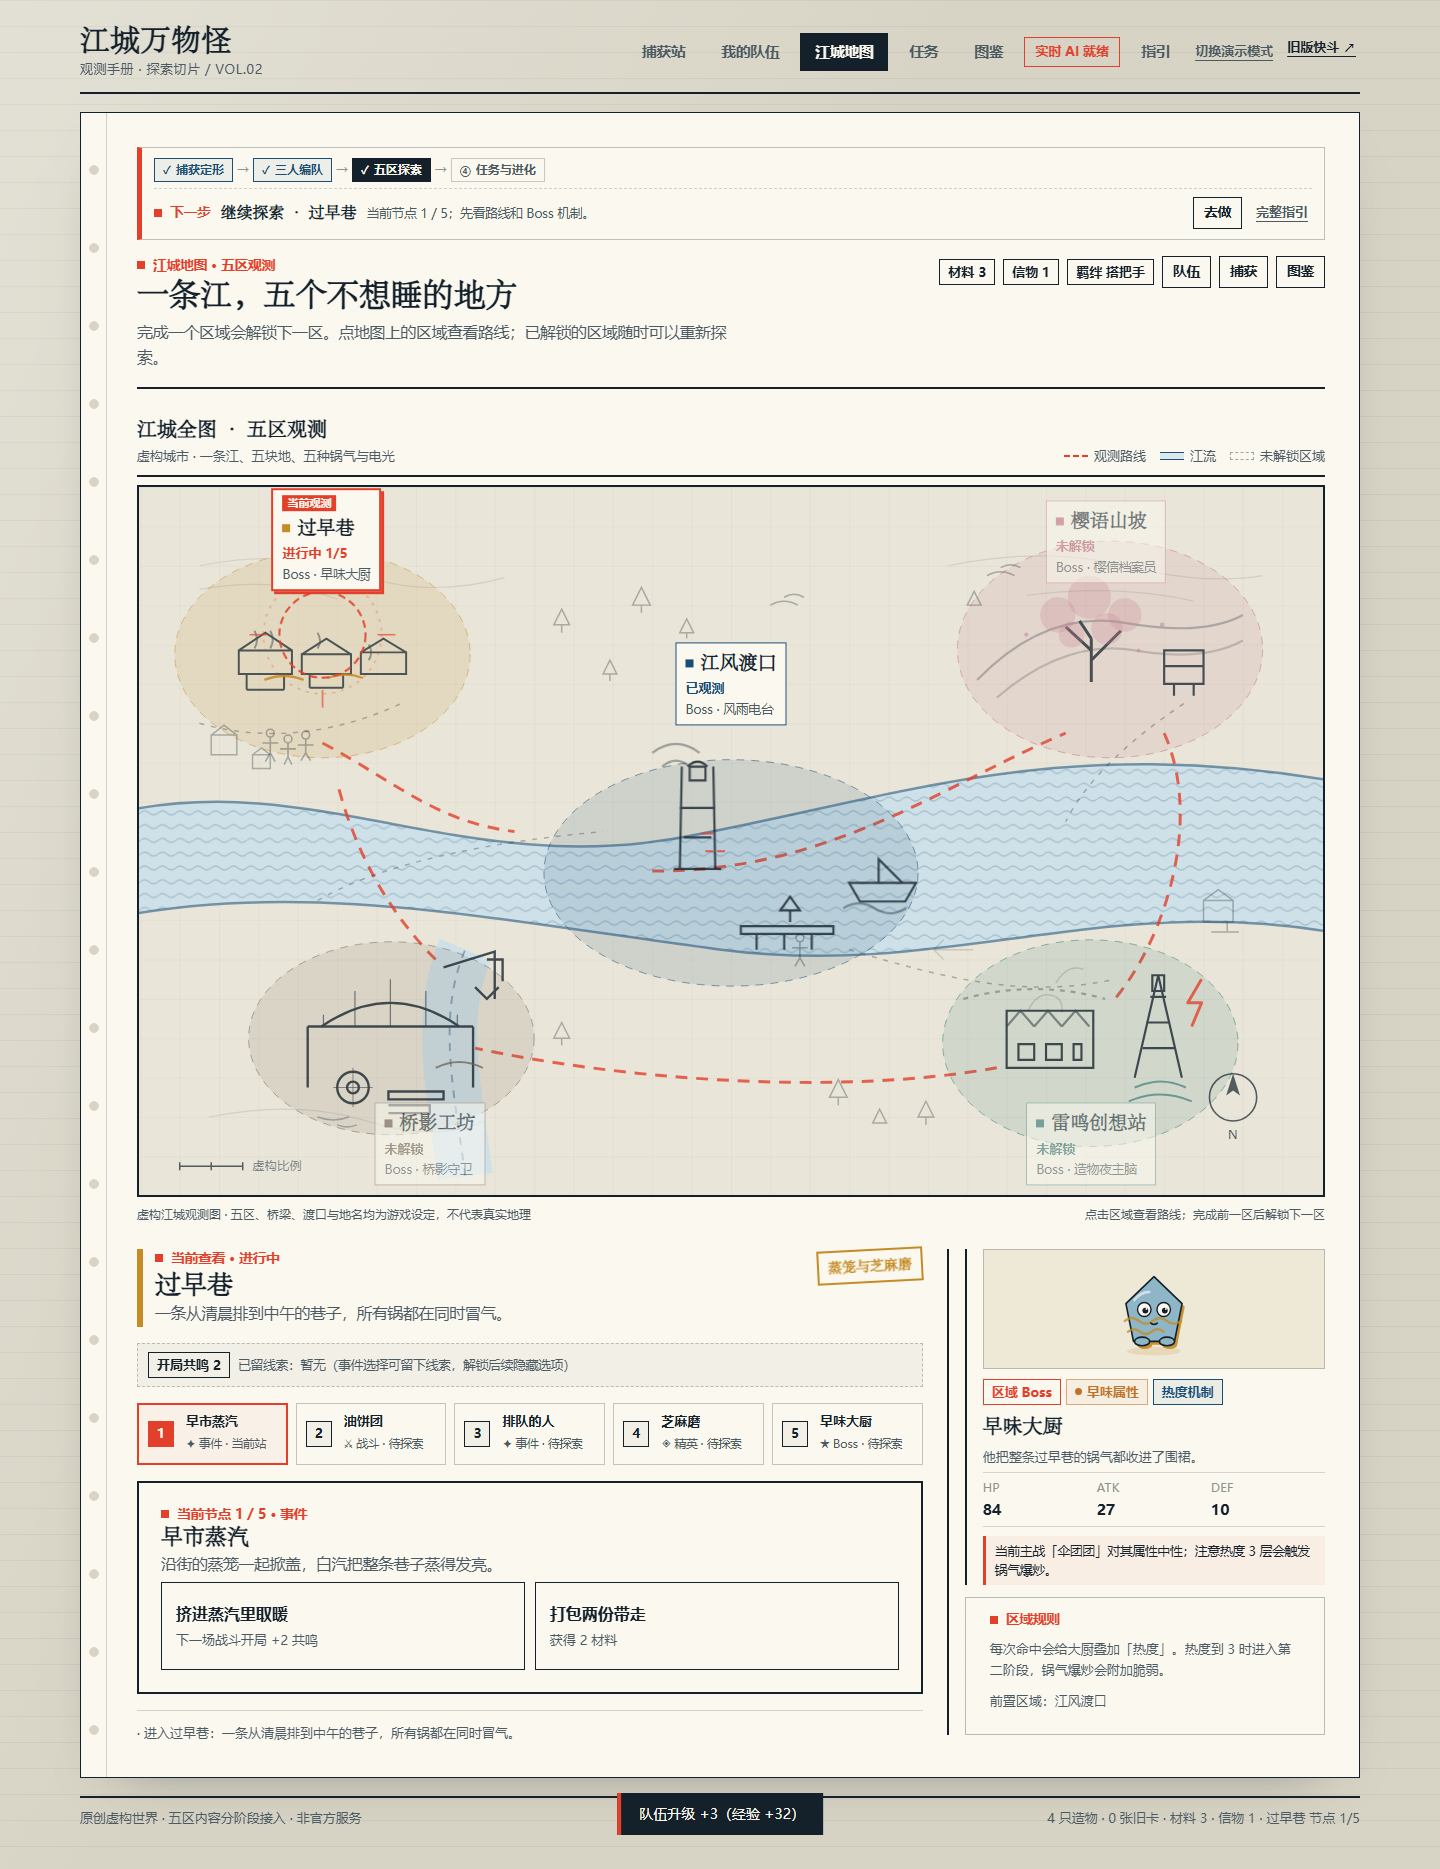 江城万物怪
观测手册 · 探索切片 / VOL.02
捕获站 我的队伍 江城地图 任务 图鉴 实时 AI 就绪 指引 切换演示模式 旧版快斗 ↗
✓ 捕获定形 → ✓ 三人编队 → ✓ 五区探索 → ④ 任务与进化
下一步 继续探索 · 过早巷 当前节点 1 / 5；先看路线和 Boss 机制。 去做 完整指引
江城地图 • 五区观测
材料 3 信物 1 羁绊 搭把手 队伍 捕获 图鉴
一条江，五个不想睡的地方
完成一个区域会解锁下一区。点地图上的区域查看路线；已解锁的区域随时可以重新探
索。
江城全图 · 五区观测
虚构城市 · 一条江、五块地、五种锅气与电光
观测路线 江流 未解锁区域
当前观测
过早巷
进行中 1/5
Boss · 早味大厨
樱语山坡
未解锁
Boss · 樱信档案员
江风渡口
已观测
Boss · 风雨电台
桥影工坊
未解锁
Boss · 桥影守卫
雷鸣创想站
未解锁
Boss · 造物夜主脑
N
虚构比例
虚构江城观测图 · 五区、桥梁、渡口与地名均为游戏设定，不代表真实地理
点击区域查看路线；完成前一区后解锁下一区
当前查看 • 进行中
过早巷
一条从清晨排到中午的巷子，所有锅都在同时冒气。
蒸笼与芝麻磨
开局共鸣 2 已留线索：暂无（事件选择可留下线索，解锁后续隐藏选项）
1 早市蒸汽
✦ 事件 · 当前站
2 油饼团
⚔ 战斗 · 待探索
3 排队的人
✦ 事件 · 待探索
4 芝麻磨
◈ 精英 · 待探索
5 早味大厨
★ Boss · 待探索
当前节点 1 / 5 • 事件
早市蒸汽
沿街的蒸笼一起掀盖，白汽把整条巷子蒸得发亮。
挤进蒸汽里取暖
下一场战斗开局 +2 共鸣
打包两份带走
获得 2 材料
· 进入过早巷：一条从清晨排到中午的巷子，所有锅都在同时冒气。
区域 Boss 早味属性 热度机制
早味大厨
他把整条过早巷的锅气都收进了围裙。
HP ATK DEF
84 27 10
当前主战「伞团团」对其属性中性；注意热度 3 层会触发
锅气爆炒。
区域规则
每次命中会给大厨叠加「热度」。热度到 3 时进入第
二阶段，锅气爆炒会附加脆弱。
前置区域：江风渡口
原创虚构世界 · 五区内容分阶段接入 · 非官方服务
队伍升级 +3（经验 +32）
4 只造物 · 0 张旧卡 · 材料 3 · 信物 1 · 过早巷 节点 1/5